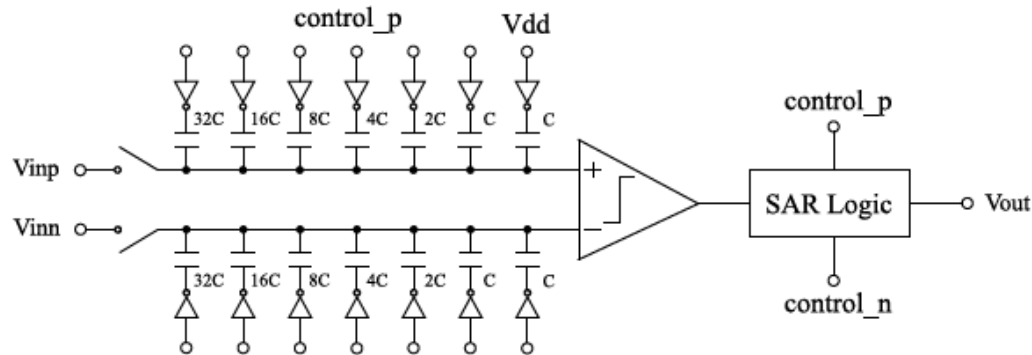 control_p Vdd
32C 16C 8C 4C 2C C C
control_p
Vinp
+
SAR Logic
Vout
Vinn
−
32C 16C 8C 4C 2C C C
control_n